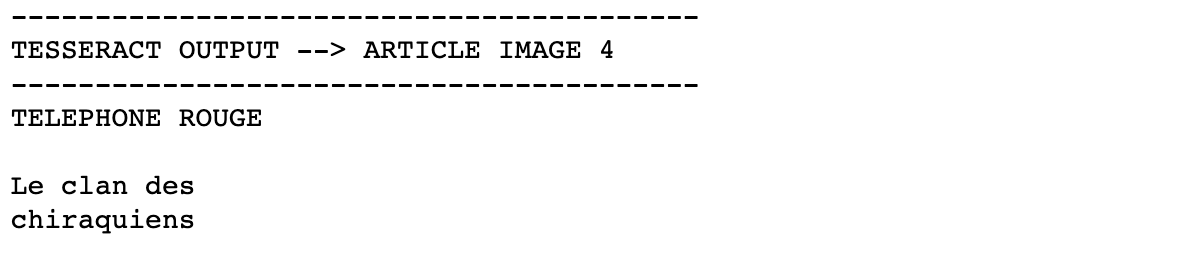 -----------------------------------------
TESSERACT OUTPUT --> ARTICLE IMAGE 4
-----------------------------------------
TELEPHONE ROUGE
Le clan des
chiraquiens